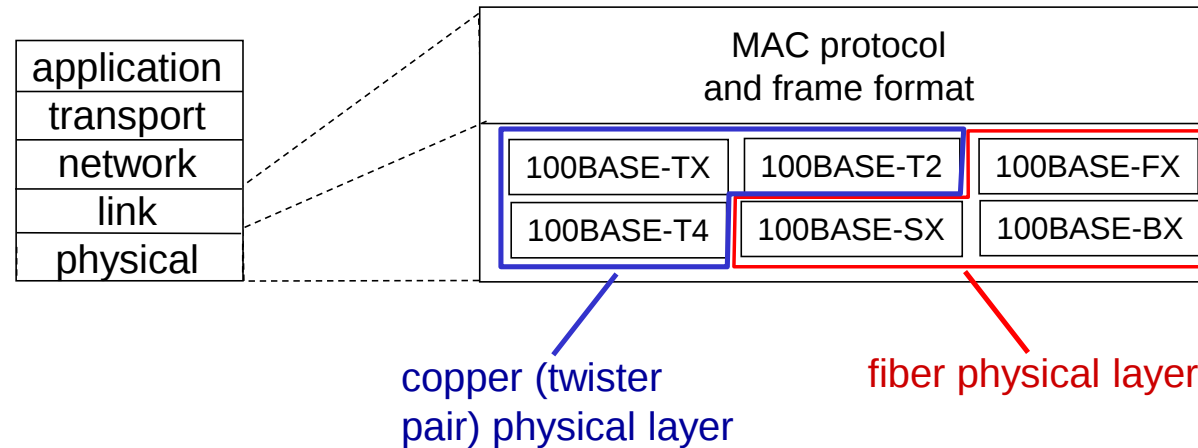 application
transport
network
link
physical
MAC protocol
and frame format
100BASE-TX
100BASE-T2
100BASE-FX
100BASE-T4
100BASE-SX
100BASE-BX
copper (twister
pair) physical layer
fiber physical layer